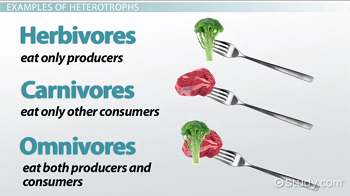 EXAMPLES OF HETEROTROPHS
Herbivores
eat only producers
Carnivores
eat only other consumers
Omnivores
eat both producers and
consumers
Study.com